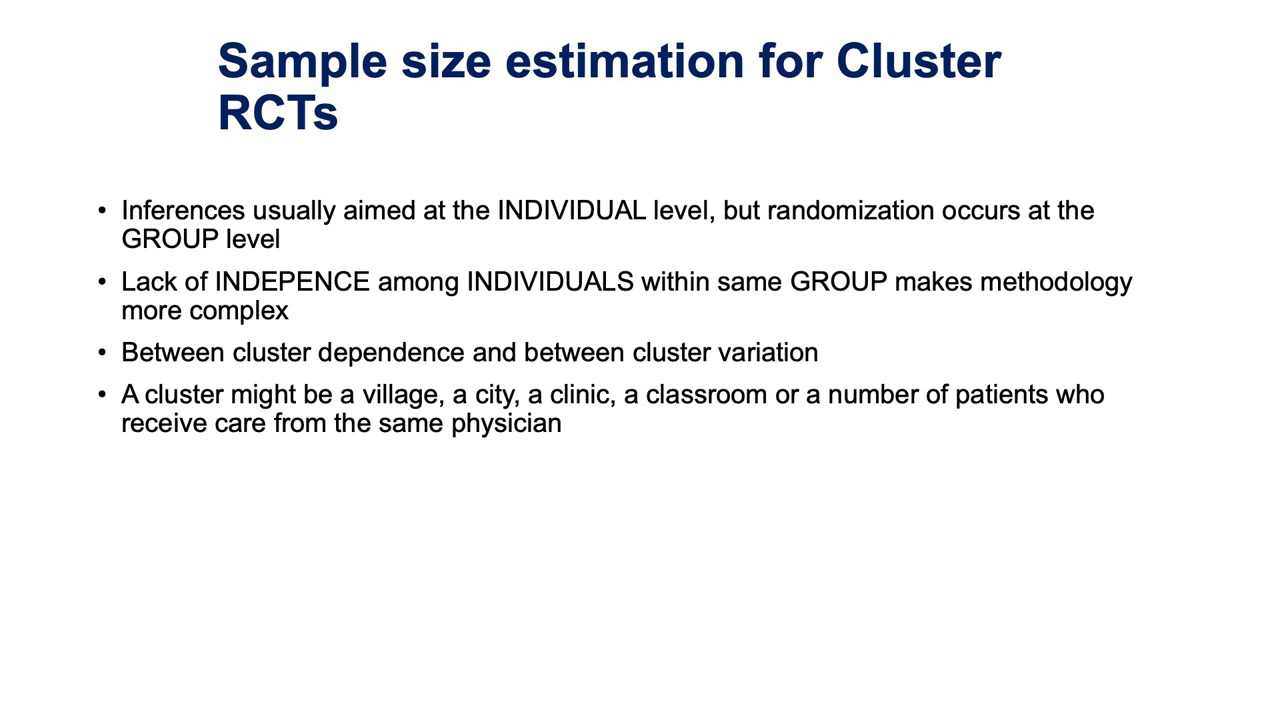 Sample size estimation for Cluster
RCTs
• Inferences usually aimed at the INDIVIDUAL level, but randomization occurs at the
GROUP level
• Lack of INDEPENCE among INDIVIDUALS within same GROUP makes methodology
more complex
• Between cluster dependence and between cluster variation
• A cluster might be a village, a city, a clinic, a classroom or a number of patients who
receive care from the same physician